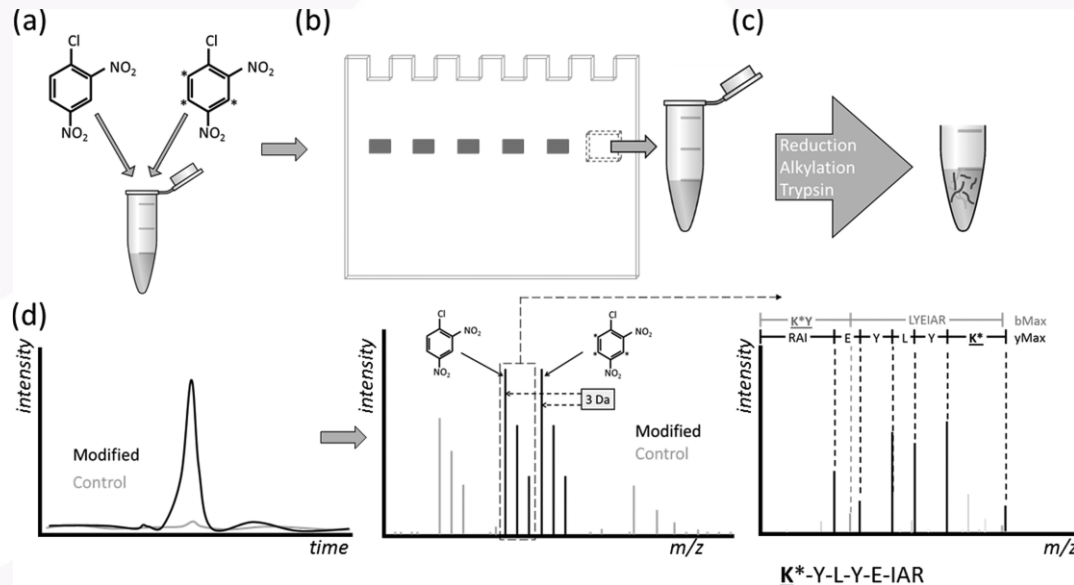 (a)
Cl
NO₂
NO₂
Cl
*
NO₂
*
*
NO₂
(b)
(c)
Reduction
Alkylation
Trypsin
(d)
intensity
Modified
Control
time
intensity
Cl
NO₂
NO₂
Cl
*
NO₂
*
*
NO₂
3 Da
Modified
Control
m/z
K*Y LYEIAR bMax
RAI E Y L Y K* yMax
intensity
m/z
K*-Y-L-Y-E-IAR